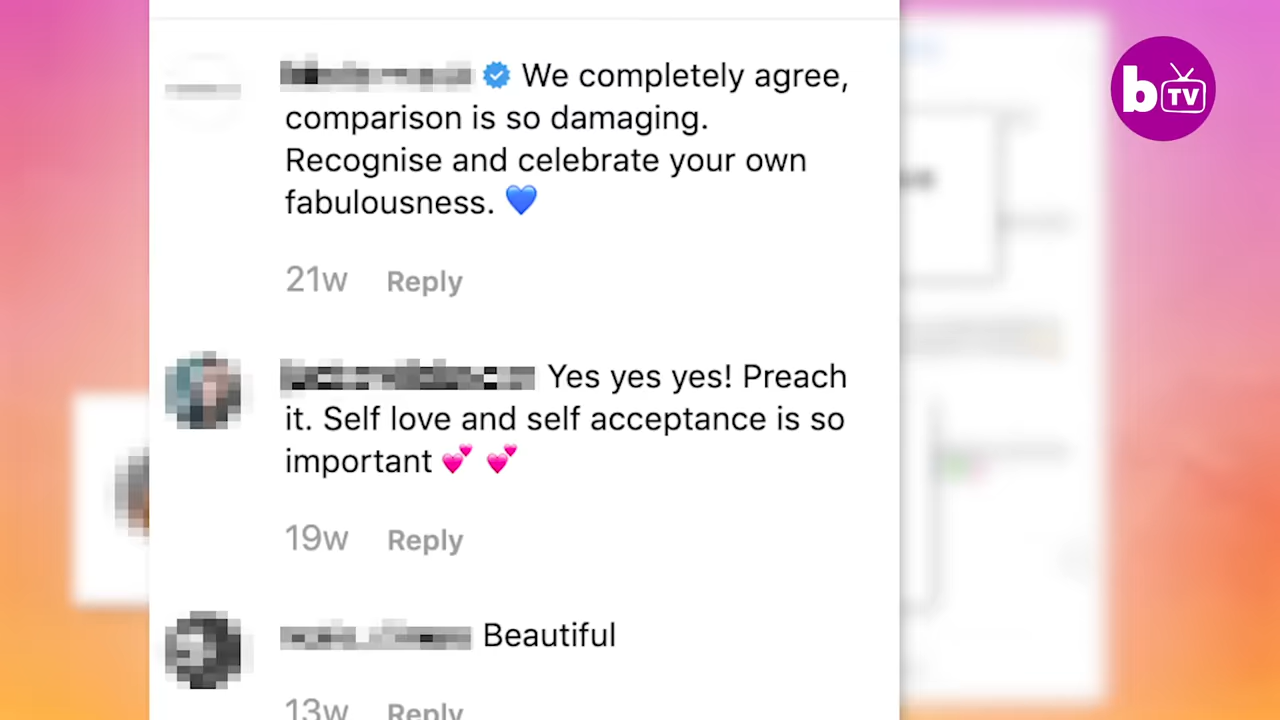 We completely agree,
comparison is so damaging.
Recognise and celebrate your own
fabulousness. 💙
21w Reply
Yes yes yes! Preach
it. Self love and self acceptance is so
important 💕 💕
19w Reply
Beautiful
13w Reply
b TV